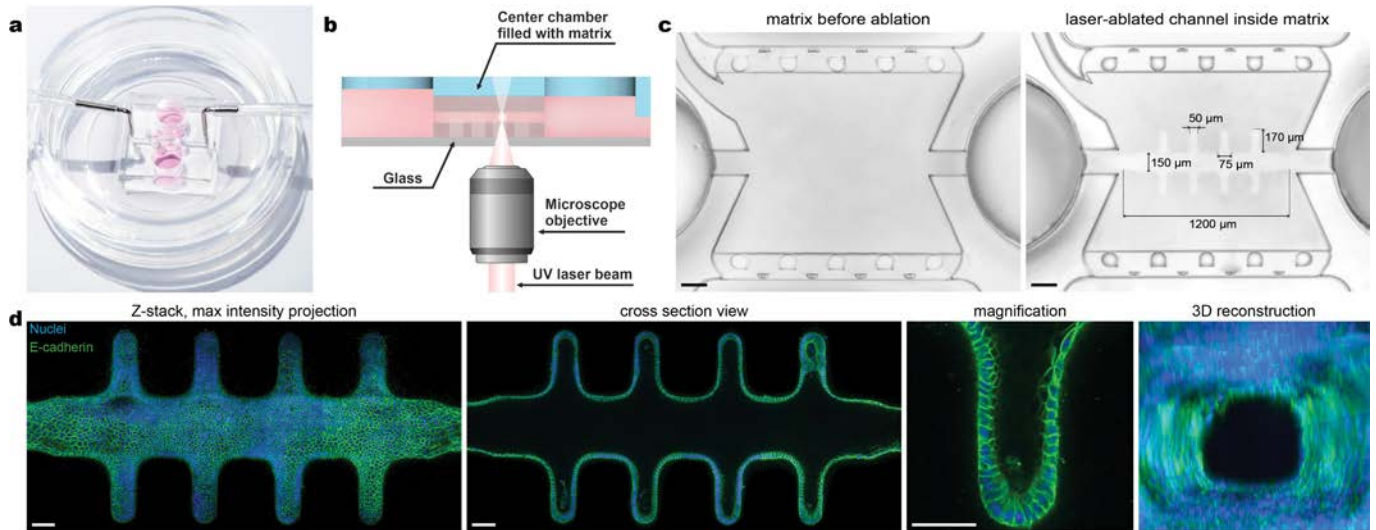 a
b
Center chamber
filled with matrix
Glass
Microscope
objective
UV laser beam
c
matrix before ablation
laser-ablated channel inside matrix
50 µm
170 µm
150 µm
75 µm
1200 µm
d
Z-stack, max intensity projection
cross section view
magnification
3D reconstruction
Nuclei
E-cadherin